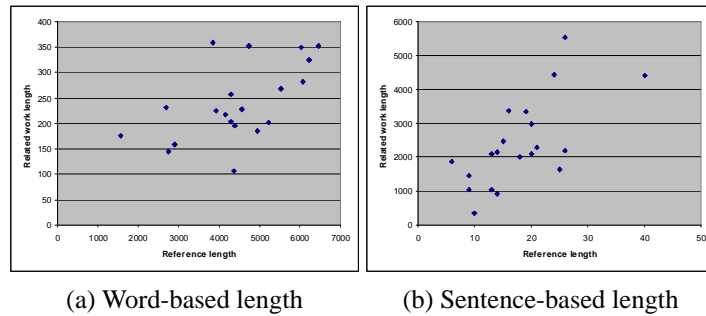 400
350
300
250
200
150
100
50
0
Related work length
0 1000 2000 3000 4000 5000 6000 7000
Reference length
(a) Word-based length
6000
5000
4000
3000
2000
1000
0
Related work length
0 10 20 30 40 50
Reference length
(b) Sentence-based length